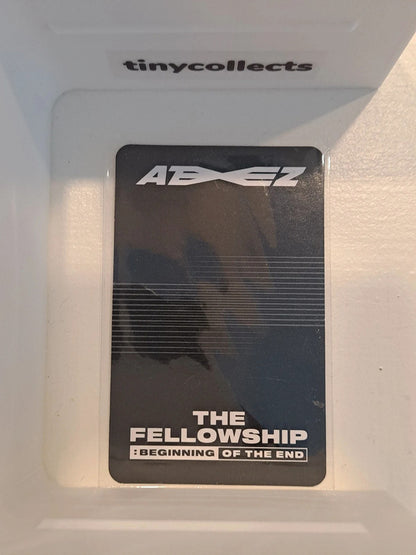 tinycollects
ATEEZ
THE
FELLOWSHIP
: BEGINNING OF THE END